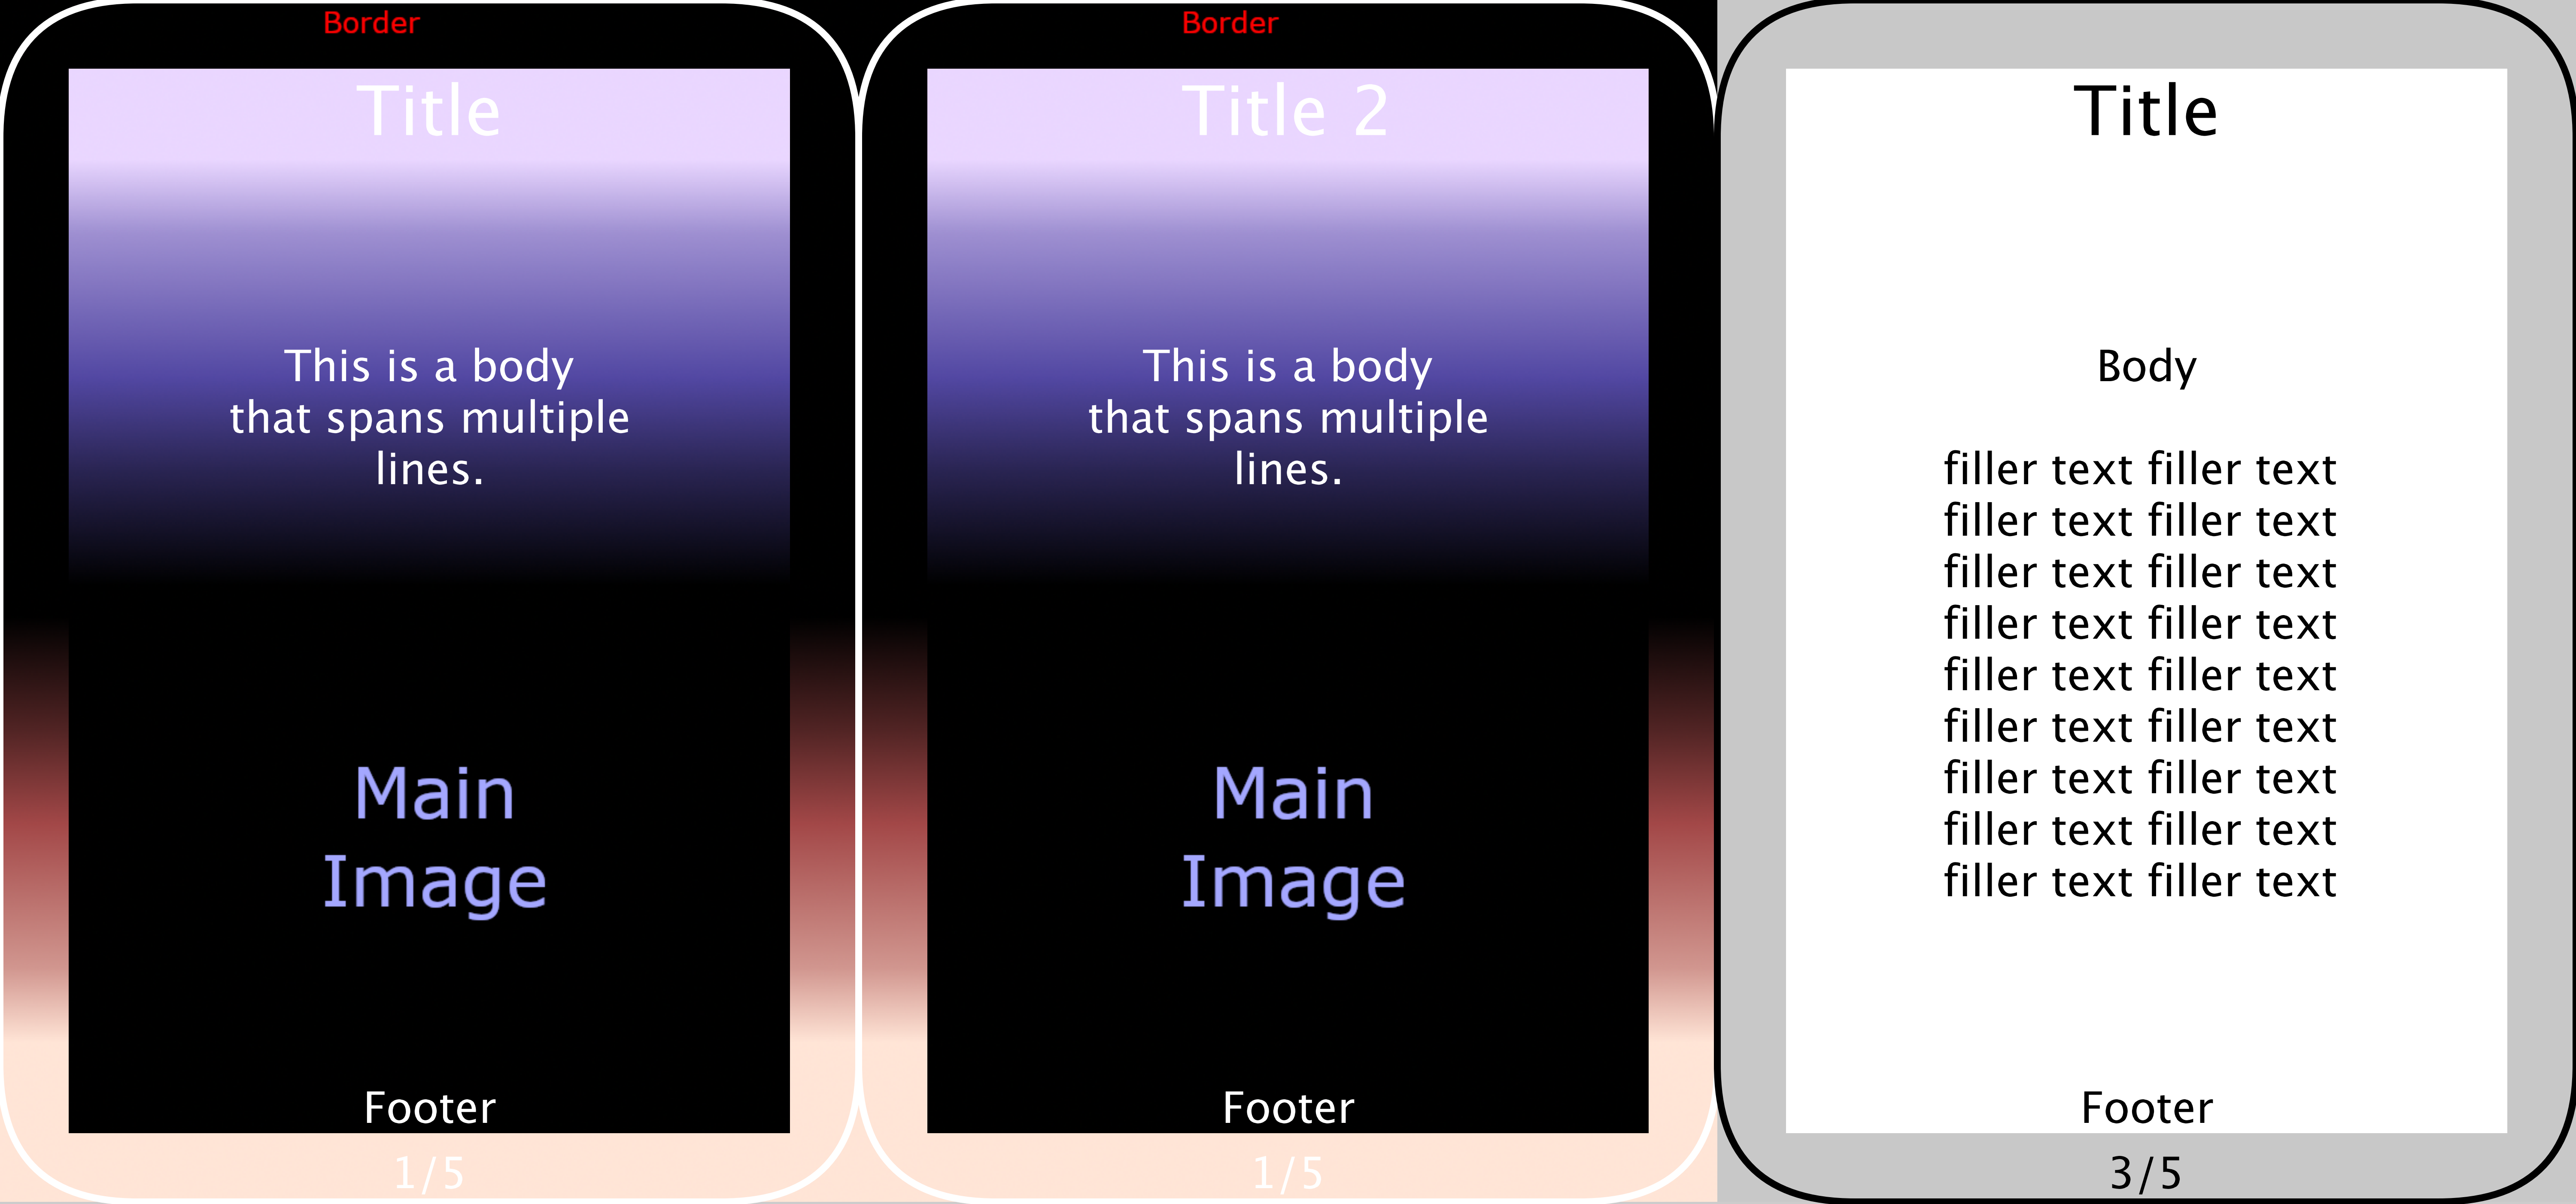 Border
Title
This is a body
that spans multiple
lines.
Main
Image
Footer
1/5
Border
Title 2
This is a body
that spans multiple
lines.
Main
Image
Footer
1/5
Title
Body
filler text filler text
filler text filler text
filler text filler text
filler text filler text
filler text filler text
filler text filler text
filler text filler text
filler text filler text
filler text filler text
Footer
3/5